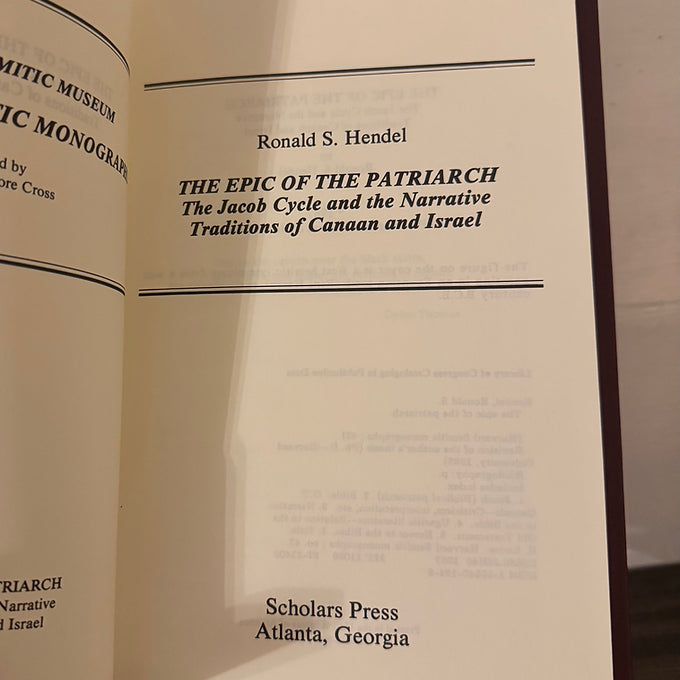 MITIC MUSEUM
IC MONOGRAPH
d by
ore Cross
TRIARCH
Narrative
d Israel
Ronald S. Hendel
THE EPIC OF THE PATRIARCH
The Jacob Cycle and the Narrative
Traditions of Canaan and Israel
Scholars Press
Atlanta, Georgia